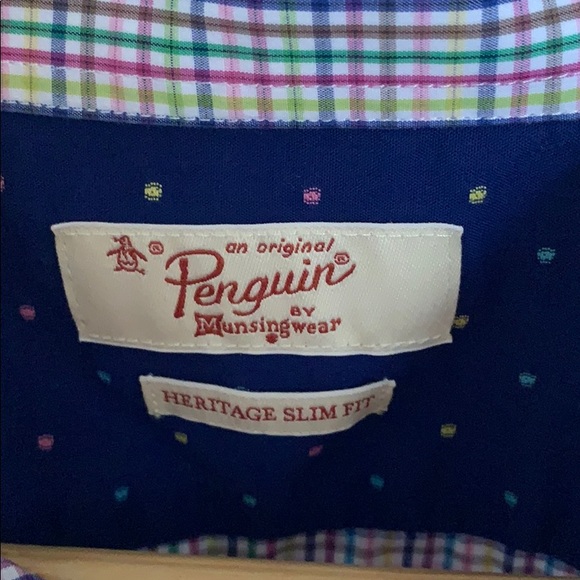 an original
Penguin®
BY
Munsingwear®
HERITAGE SLIM FIT